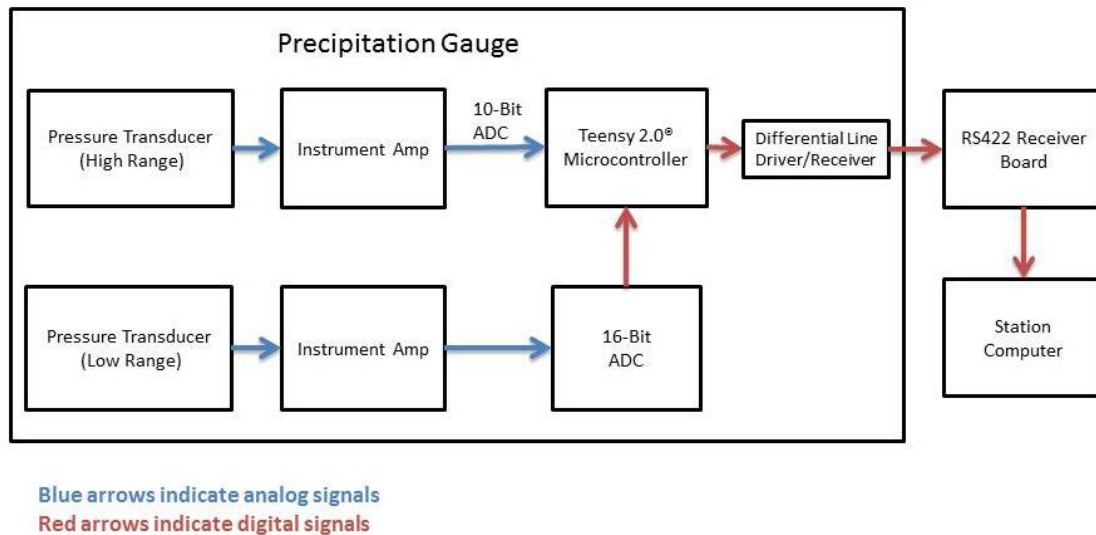 Precipitation Gauge
Pressure Transducer
(High Range)
Instrument Amp
10-Bit
ADC
Teensy 2.0®
Microcontroller
Differential Line
Driver/Receiver
RS422 Receiver
Board
Pressure Transducer
(Low Range)
Instrument Amp
16-Bit
ADC
Station
Computer
Blue arrows indicate analog signals
Red arrows indicate digital signals